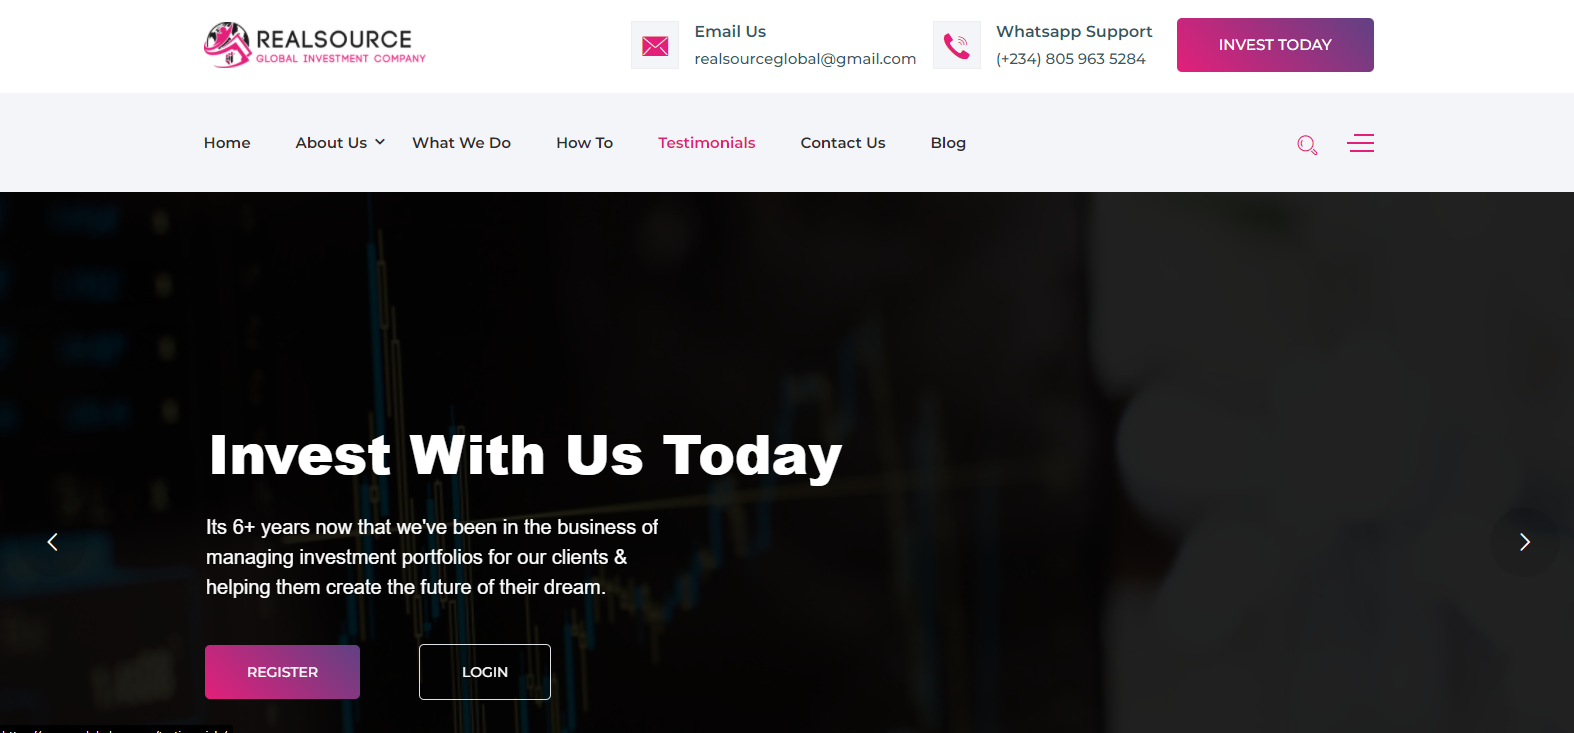 REALSOURCE
GLOBAL INVESTMENT COMPANY
Email Us
realsourceglobal@gmail.com
Whatsapp Support
(+234) 805 963 5284
INVEST TODAY
Home
About Us
What We Do
How To
Testimonials
Contact Us
Blog
Invest With Us Today
Its 6+ years now that we've been in the business of
managing investment portfolios for our clients &
helping them create the future of their dream.
REGISTER
LOGIN